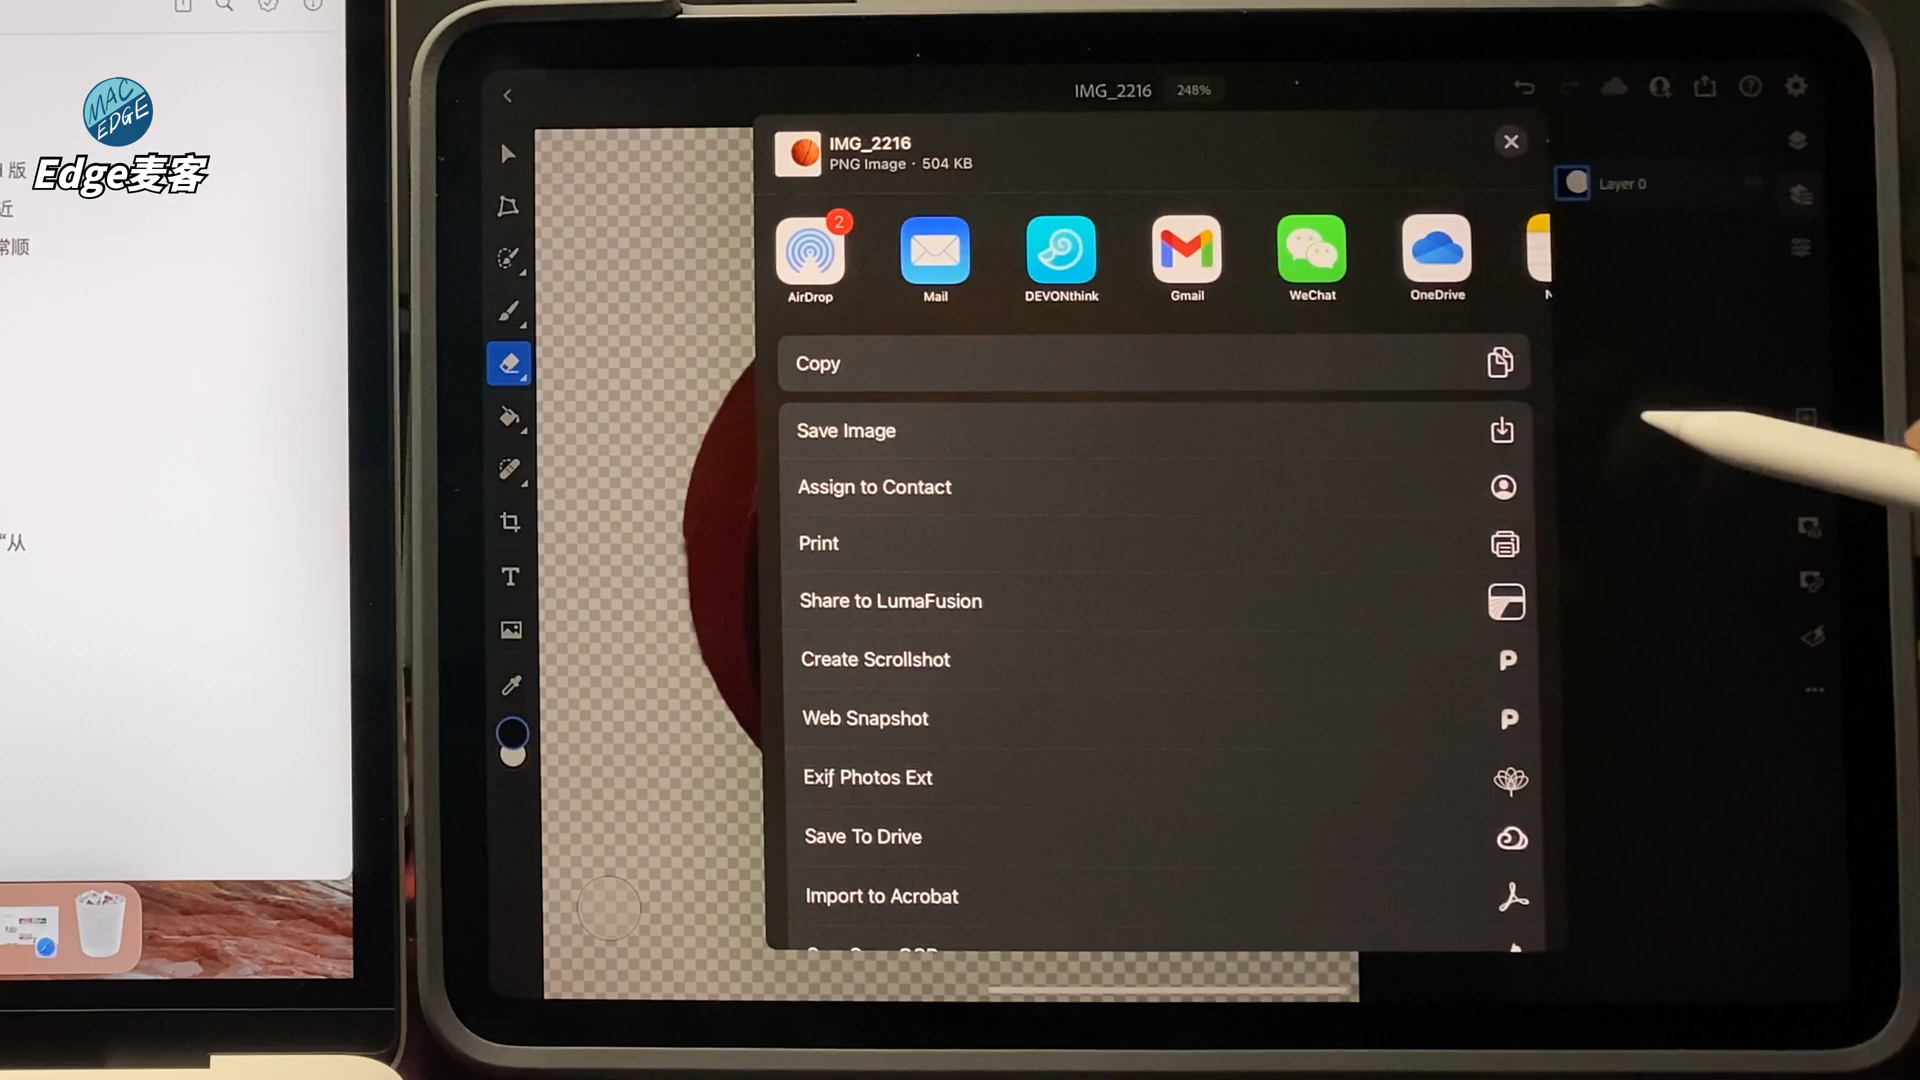 MAC
EDGE
Edge麦客
版
近
常顺
“从
IMG_2216
248%
IMG_2216
PNG Image · 504 KB
Layer 0
2
AirDrop
Mail
DEVONthink
Gmail
WeChat
OneDrive
Copy
Save Image
Assign to Contact
Print
Share to LumaFusion
Create Scrollshot
Web Snapshot
Exif Photos Ext
Save To Drive
Import to Acrobat